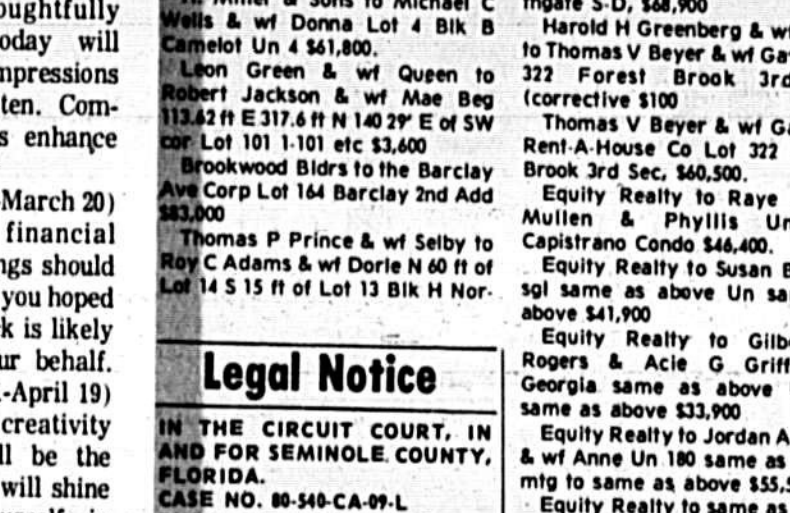 oughtfully
oday will
mpressions
ten. Com-
s enhance
March 20)
financial
ngs should
you hoped
k is likely
ur behalf.
-April 19)
creativity
ll be the
will shine
& Sons to Michael C
Wells & wf Donna Lot 4 Blk B
Camelot Un 4 $61,800.
Leon Green & wf Queen to
Robert Jackson & wf Mae Beg
113.62 ft E 317.6 ft N 140 29' E of SW
cor Lot 101 1-101 etc $3,600
Brookwood Bldrs to the Barclay
Ave Corp Lot 164 Barclay 2nd Add
$83,000
Thomas P Prince & wf Selby to
Roy C Adams & wf Dorie N 60 ft of
Lot 14 S 15 ft of Lot 13 Blk H Nor-
Legal Notice
IN THE CIRCUIT COURT, IN
AND FOR SEMINOLE COUNTY,
FLORIDA.
CASE NO. 80-540-CA-09-L
ingate S-D, $68,900
Harold H Greenberg & wf
to Thomas V Beyer & wf Ga
322 Forest Brook 3rd
(corrective $100
Thomas V Beyer & wf Ga
Rent-A-House Co Lot 322
Brook 3rd Sec, $60,500.
Equity Realty to Raye
Mullen & Phyllis Un
Capistrano Condo $46,400.
Equity Realty to Susan
sgl same as above Un sa
above $41,900
Equity Realty to Gilb
Rogers & Acie G Griff
Georgia same as above
same as above $33,900
Equity Realty to Jordan A
& wf Anne Un 180 same as
mtg to same as above $55,5
Equity Realty to same as